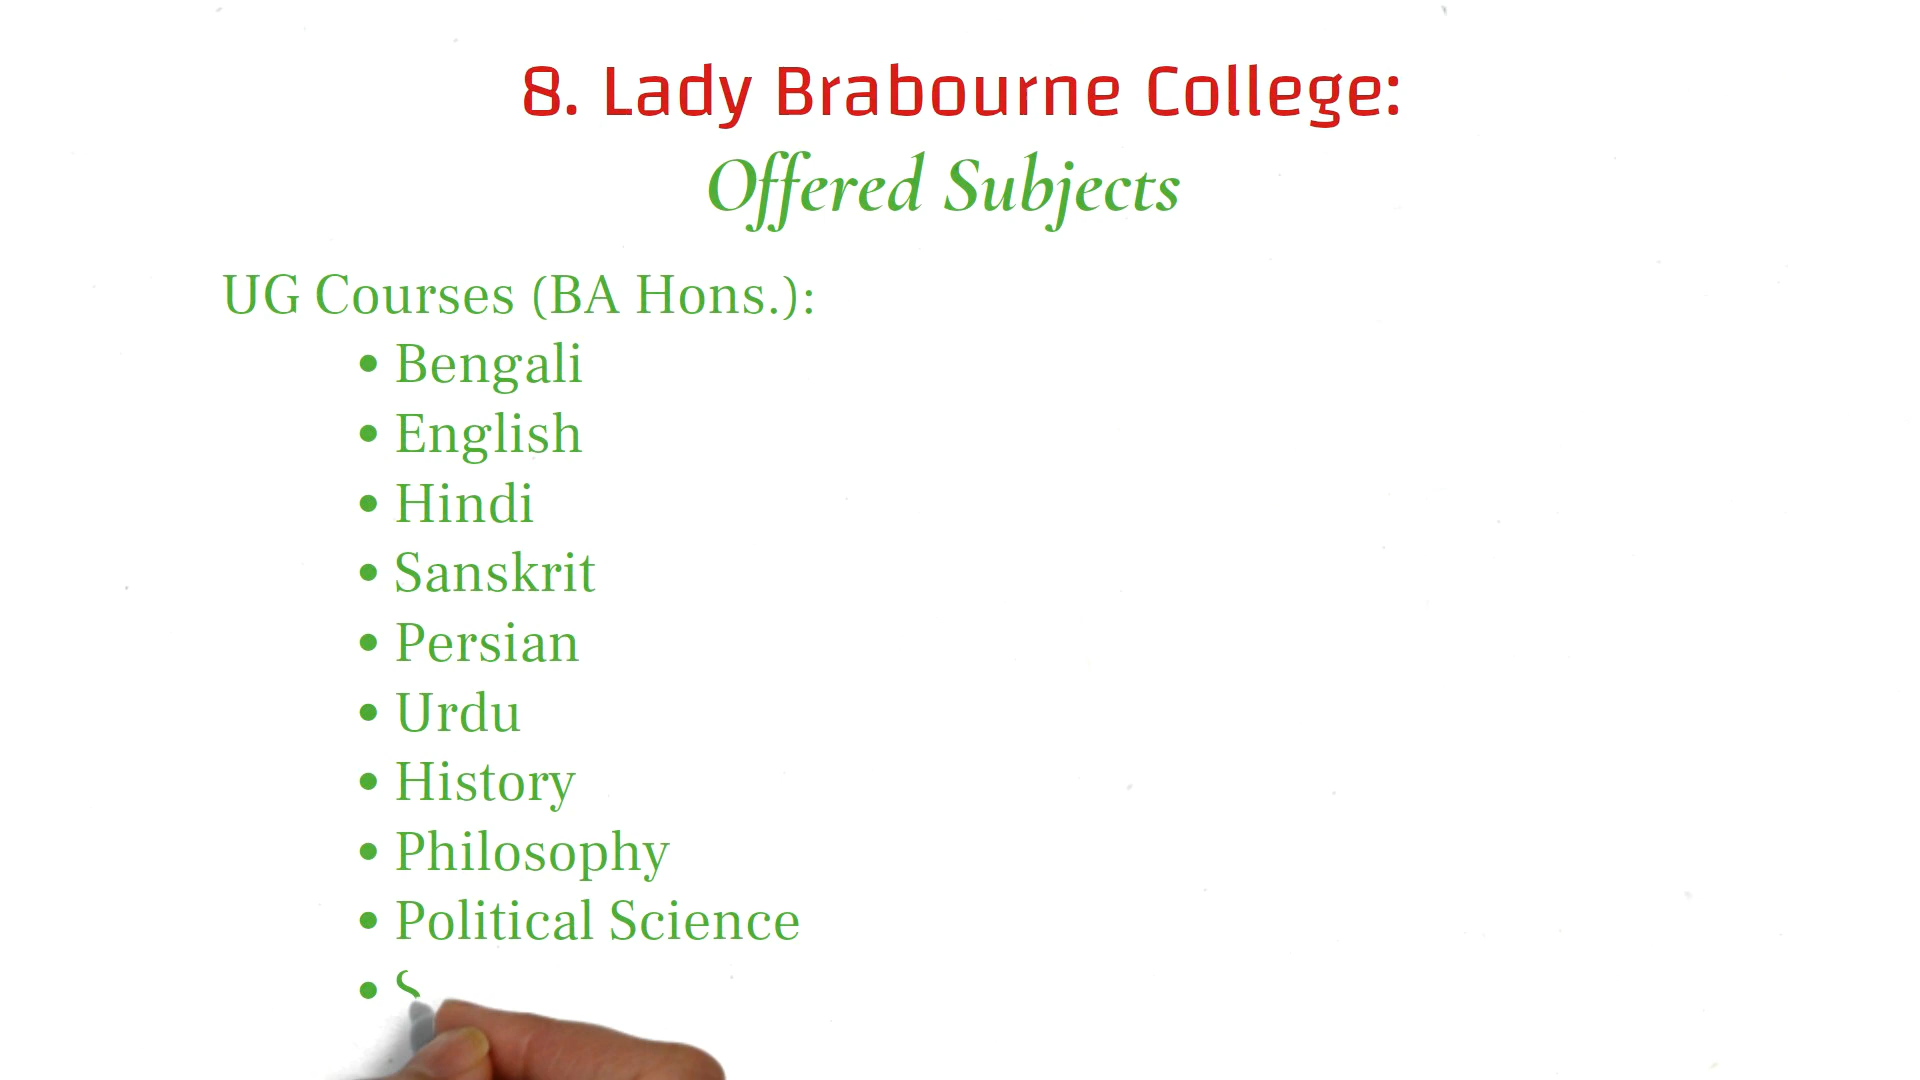 8. Lady Brabourne College:
Offered Subjects
UG Courses (BA Hons.):
• Bengali
• English
• Hindi
• Sanskrit
• Persian
• Urdu
• History
• Philosophy
• Political Science
•